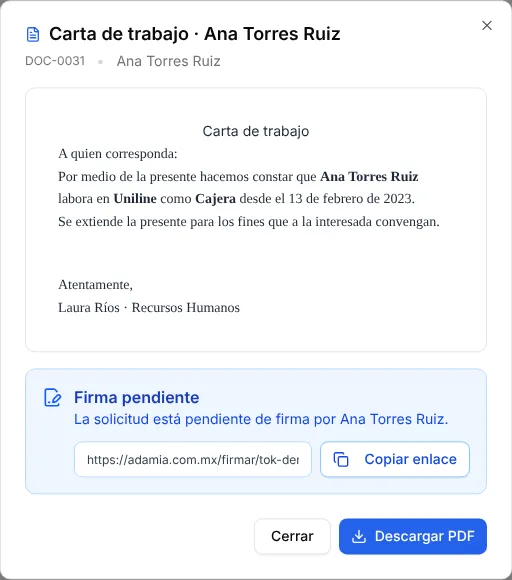 Carta de trabajo · Ana Torres Ruiz
DOC-0031 • Ana Torres Ruiz
Carta de trabajo
A quien corresponda:
Por medio de la presente hacemos constar que Ana Torres Ruiz
labora en Uniline como Cajera desde el 13 de febrero de 2023.
Se extiende la presente para los fines que a la interesada convengan.
Atentamente,
Laura Ríos · Recursos Humanos
Firma pendiente
La solicitud está pendiente de firma por Ana Torres Ruiz.
https://adamia.com.mx/firmar/tok-der
Copiar enlace
Cerrar
Descargar PDF